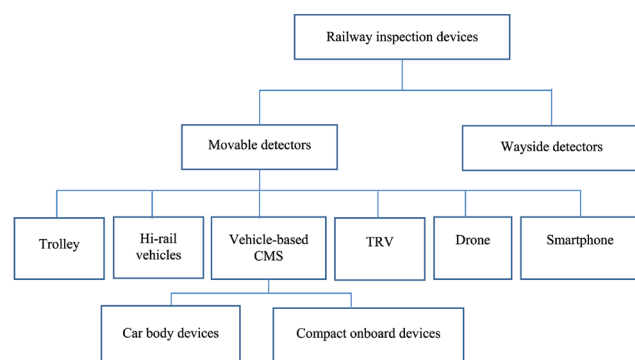 Railway inspection devices
Movable detectors
Wayside detectors
Trolley
Hi-rail
vehicles
Vehicle-based
CMS
TRV
Drone
Smartphone
Car body devices
Compact onboard devices